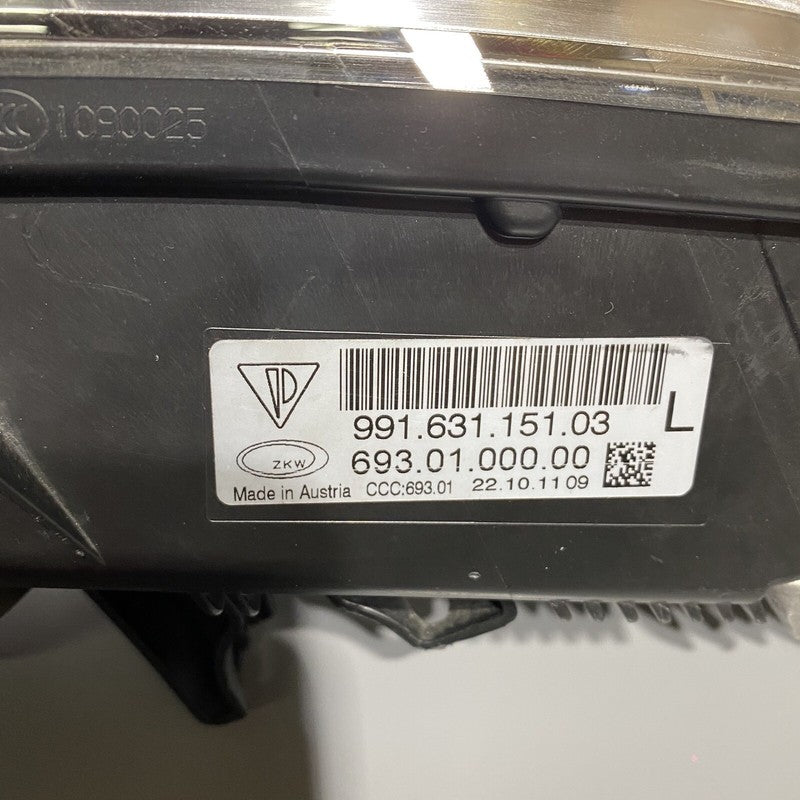 1090025
991.631.151.03 L
ZKW 693.01.000.00
Made in Austria CCC:693.01 22.10.11 09